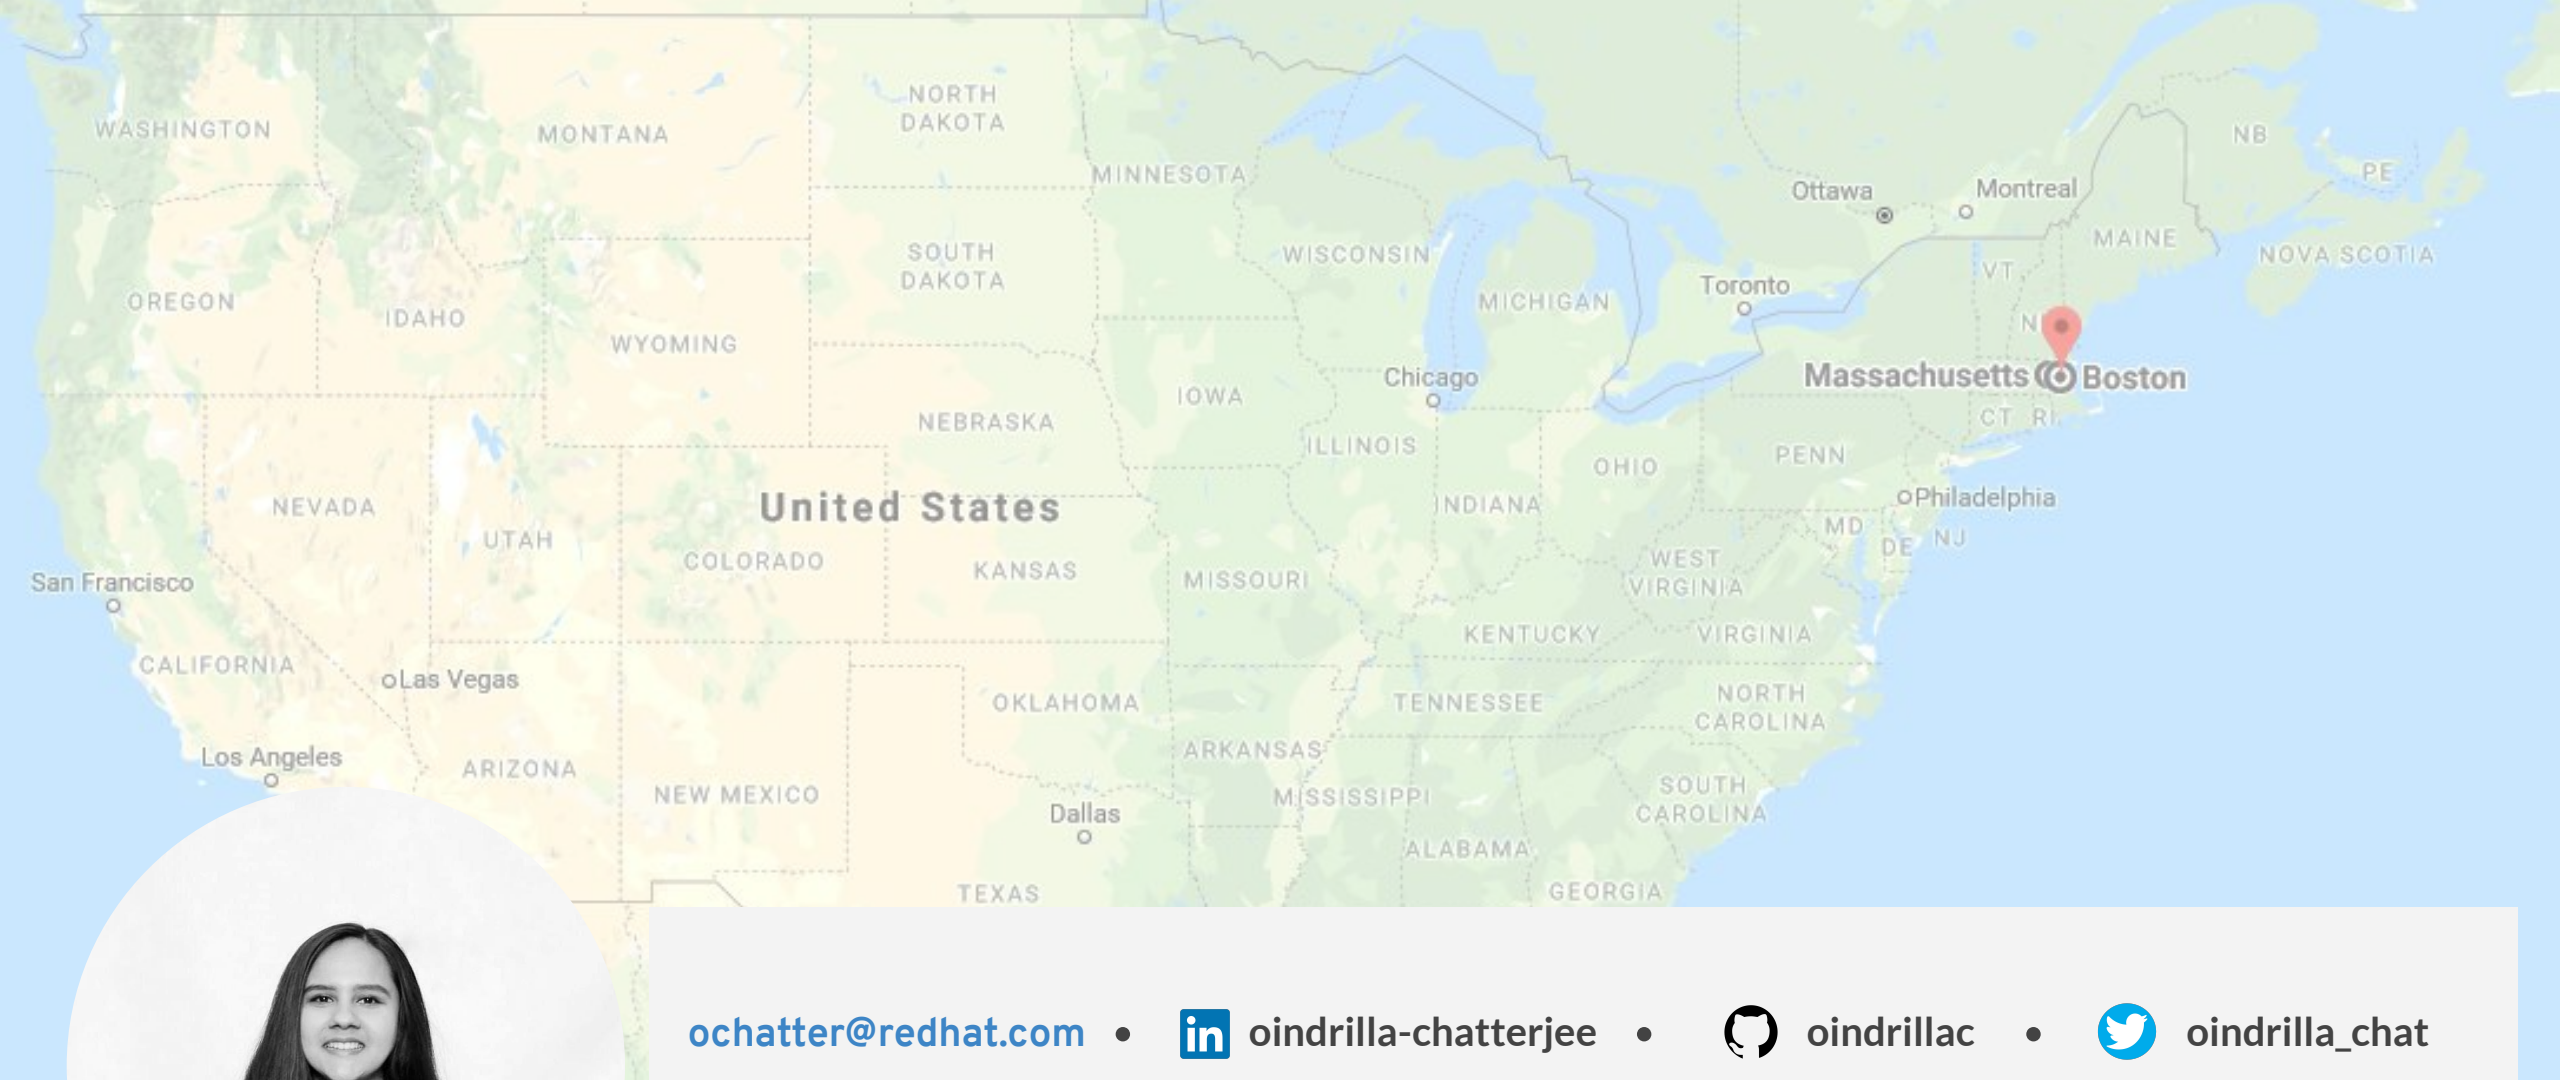 NORTH
DAKOTA
WASHINGTON
MONTANA
NB
MINNESOTA
PE
Ottawa
Montreal
MAINE
SOUTH
DAKOTA
WISCONSIN
NOVA SCOTIA
VT
Toronto
OREGON
MICHIGAN
IDAHO
N
WYOMING
Chicago
Massachusetts
Boston
IOWA
NEBRASKA
CT
RI
ILLINOIS
PENN
OHIO
United States
NEVADA
INDIANA
Philadelphia
MD
NJ
DE
UTAH
COLORADO
KANSAS
WEST
VIRGINIA
San Francisco
MISSOURI
KENTUCKY
VIRGINIA
CALIFORNIA
Las Vegas
OKLAHOMA
TENNESSEE
NORTH
CAROLINA
Los Angeles
ARIZONA
ARKANSAS
NEW MEXICO
MISSISSIPPI
SOUTH
CAROLINA
Dallas
ALABAMA
TEXAS
GEORGIA
ochatter@redhat.com • in oindrilla-chatterjee • oindrillac • oindrilla_chat